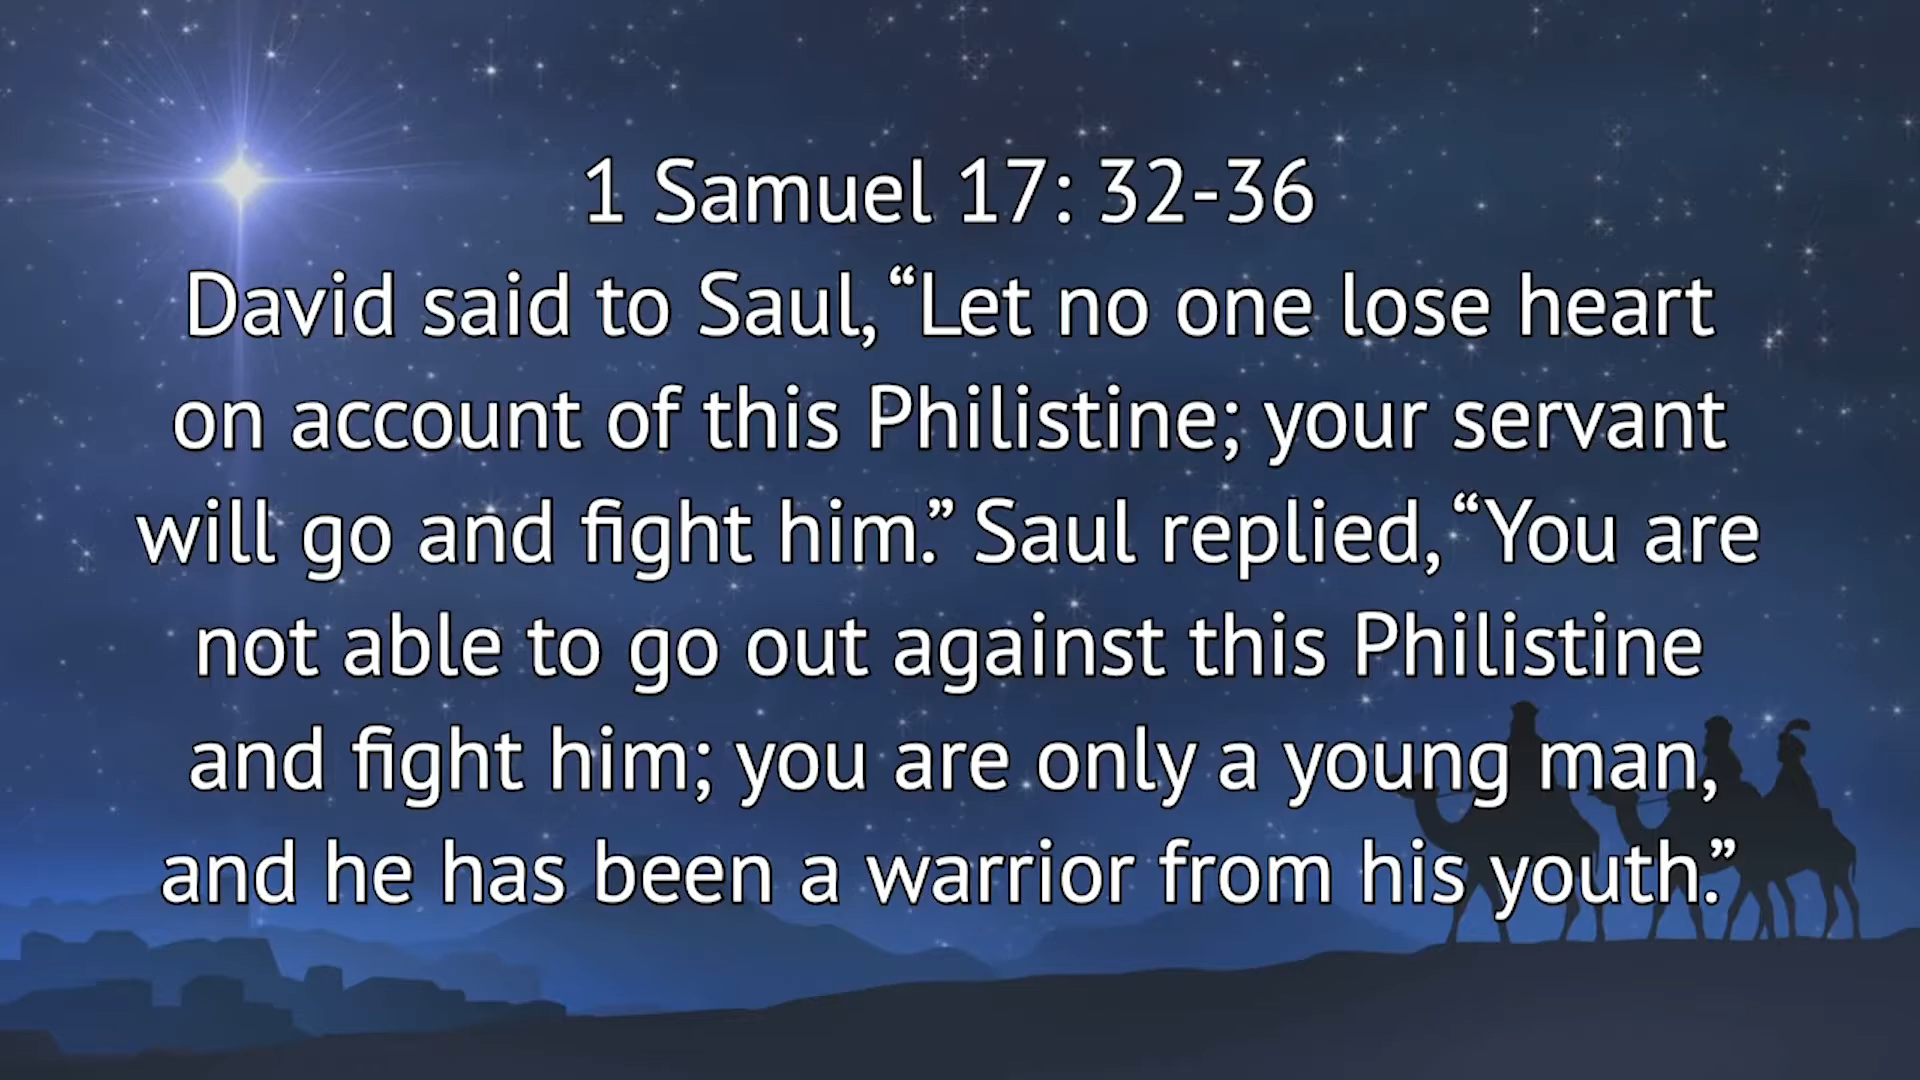 1 Samuel 17: 32-36
David said to Saul, “Let no one lose heart
on account of this Philistine; your servant
will go and fight him.” Saul replied, “You are
not able to go out against this Philistine
and fight him; you are only a young man,
and he has been a warrior from his youth.”